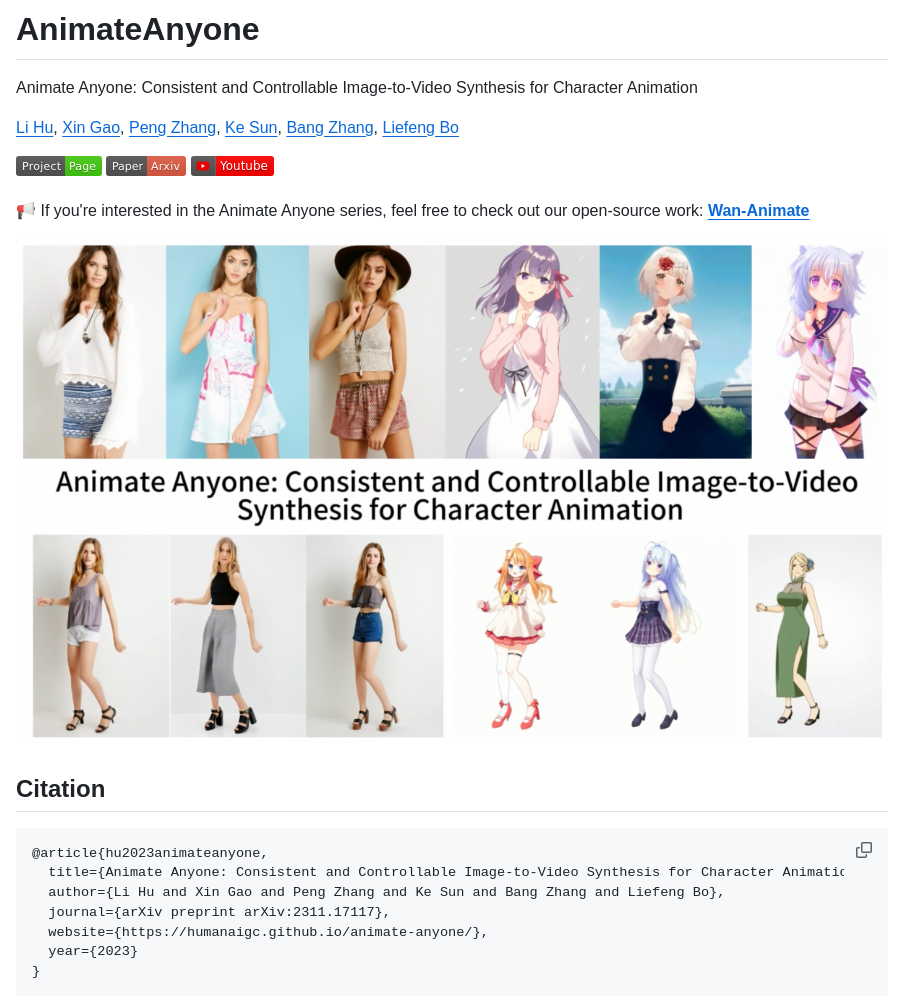 AnimateAnyone
Animate Anyone: Consistent and Controllable Image-to-Video Synthesis for Character Animation
Li Hu, Xin Gao, Peng Zhang, Ke Sun, Bang Zhang, Liefeng Bo
Project Page Paper Arxiv Youtube
📢 If you're interested in the Animate Anyone series, feel free to check out our open-source work: Wan-Animate
Animate Anyone: Consistent and Controllable Image-to-Video
Synthesis for Character Animation
Citation
@article{hu2023animateanyone,
  title={Animate Anyone: Consistent and Controllable Image-to-Video Synthesis for Character Animatic
  author={Li Hu and Xin Gao and Peng Zhang and Ke Sun and Bang Zhang and Liefeng Bo},
  journal={arXiv preprint arXiv:2311.17117},
  website={https://humanaigc.github.io/animate-anyone/},
  year={2023}
}